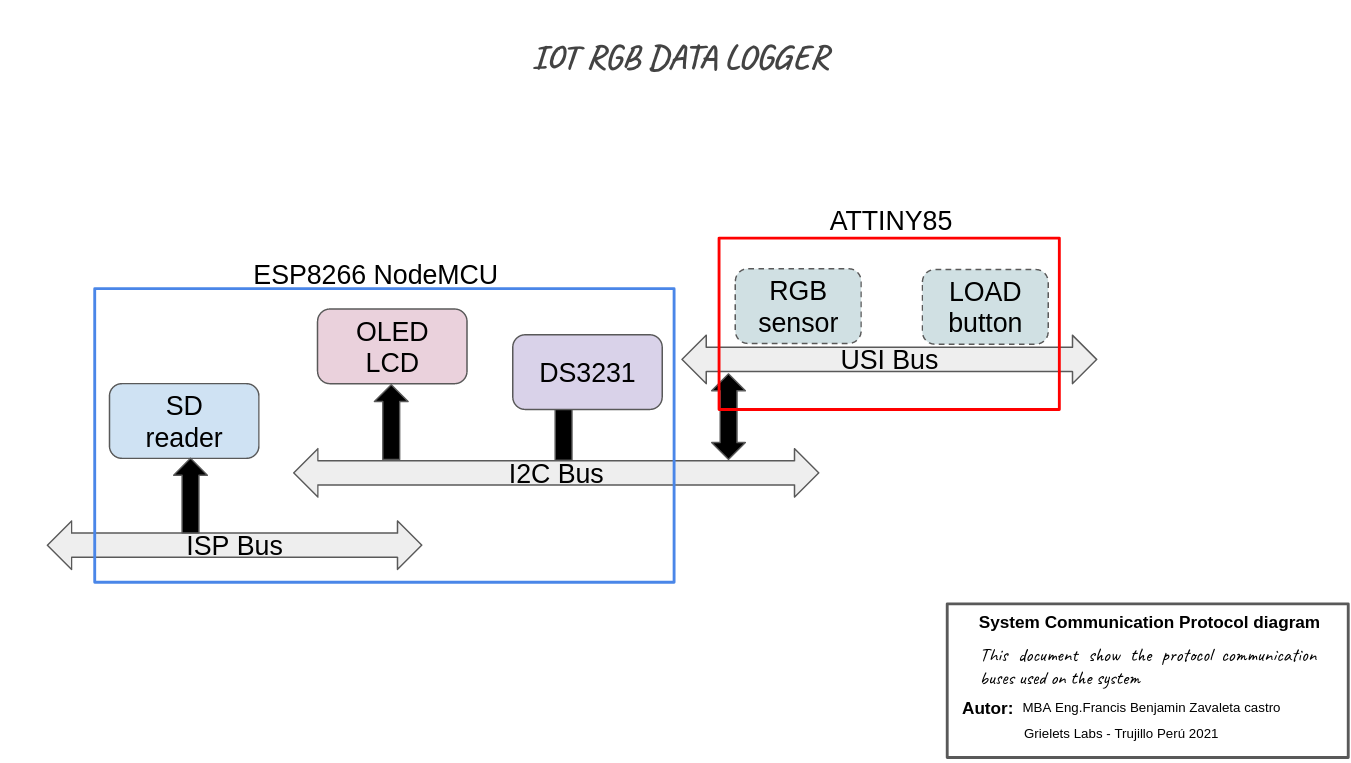 IOT RGB DATA LOGGER
ATTINY85
RGB
sensor
LOAD
button
USI Bus
ESP8266 NodeMCU
OLED
LCD
DS3231
SD
reader
I2C Bus
ISP Bus
System Communication Protocol diagram
This document show the protocol communication
buses used on the system
Autor: MBA Eng.Francis Benjamin Zavaleta castro
Grielets Labs - Trujillo Perú 2021